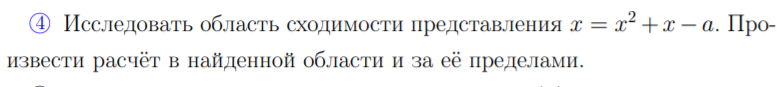 ④ Исследовать область сходимости представления x = x² + x − a. Про-
извести расчёт в найденной области и за её пределами.